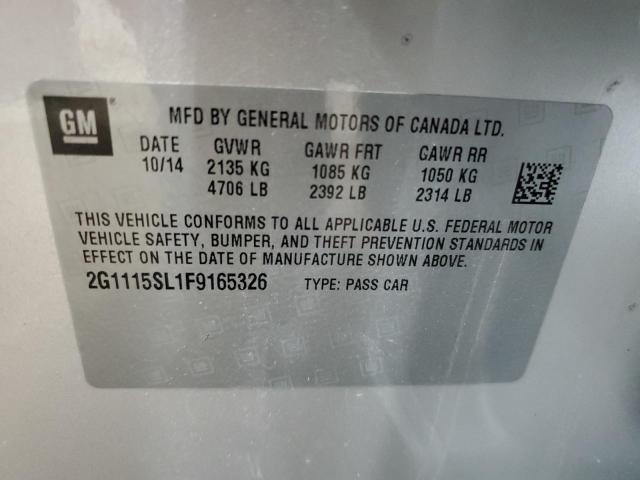 GM
MFD BY GENERAL MOTORS OF CANADA LTD.
DATE GVWR GAWR FRT GAWR RR
10/14 2135 KG 1085 KG 1050 KG
4706 LB 2392 LB 2314 LB
THIS VEHICLE CONFORMS TO ALL APPLICABLE U.S. FEDERAL MOTOR
VEHICLE SAFETY, BUMPER, AND THEFT PREVENTION STANDARDS IN
EFFECT ON THE DATE OF MANUFACTURE SHOWN ABOVE.
2G1115SL1F9165326 TYPE: PASS CAR